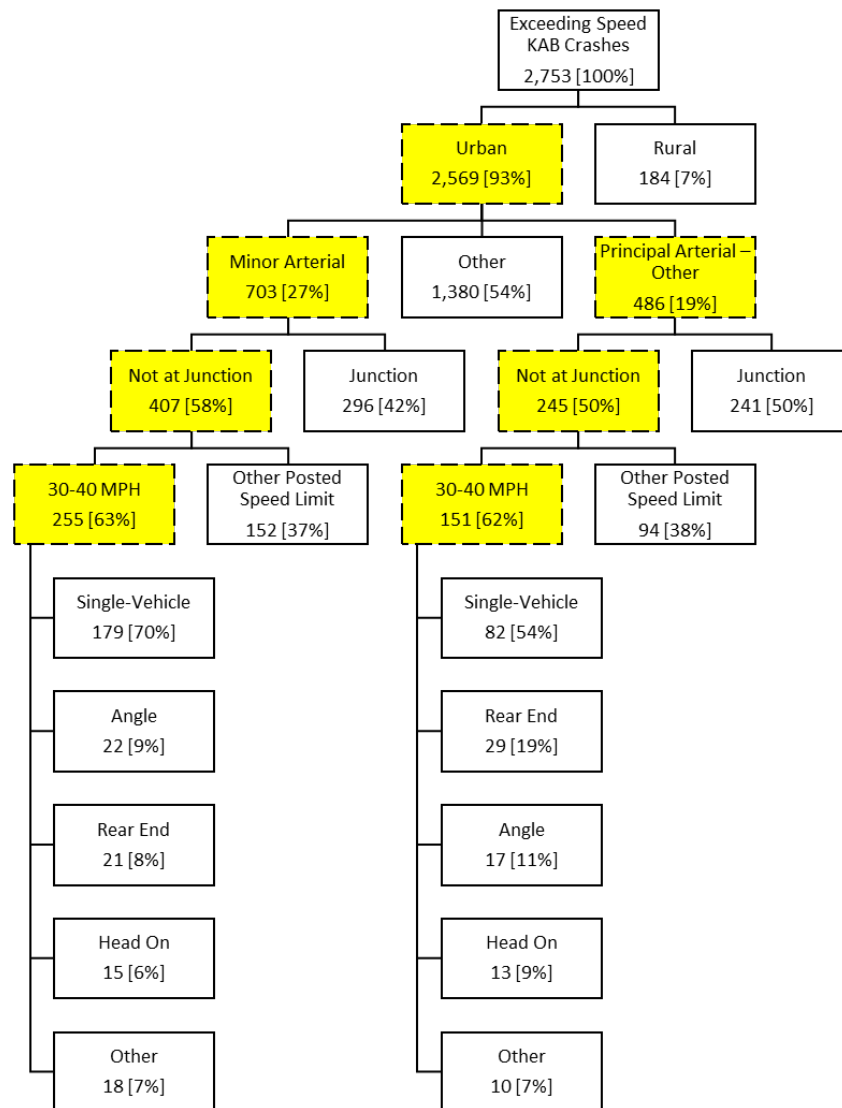 Exceeding Speed
KAB Crashes
2,753 [100%]
Urban
2,569 [93%]
Rural
184 [7%]
Minor Arterial
703 [27%]
Other
1,380 [54%]
Principal Arterial –
Other
486 [19%]
Not at Junction
407 [58%]
Junction
296 [42%]
Not at Junction
245 [50%]
Junction
241 [50%]
30-40 MPH
255 [63%]
Other Posted
Speed Limit
152 [37%]
30-40 MPH
151 [62%]
Other Posted
Speed Limit
94 [38%]
Single-Vehicle
179 [70%]
Angle
22 [9%]
Rear End
21 [8%]
Head On
15 [6%]
Other
18 [7%]
Single-Vehicle
82 [54%]
Rear End
29 [19%]
Angle
17 [11%]
Head On
13 [9%]
Other
10 [7%]